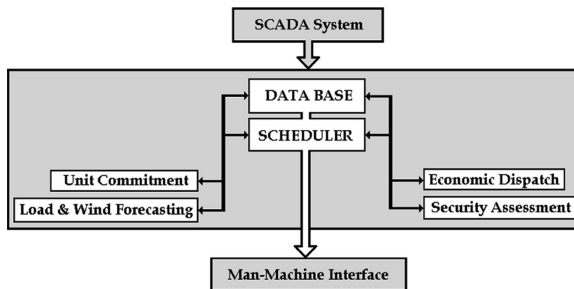 SCADA System
DATA BASE
SCHEDULER
Unit Commitment
Economic Dispatch
Load & Wind Forecasting
Security Assessment
Man-Machine Interface